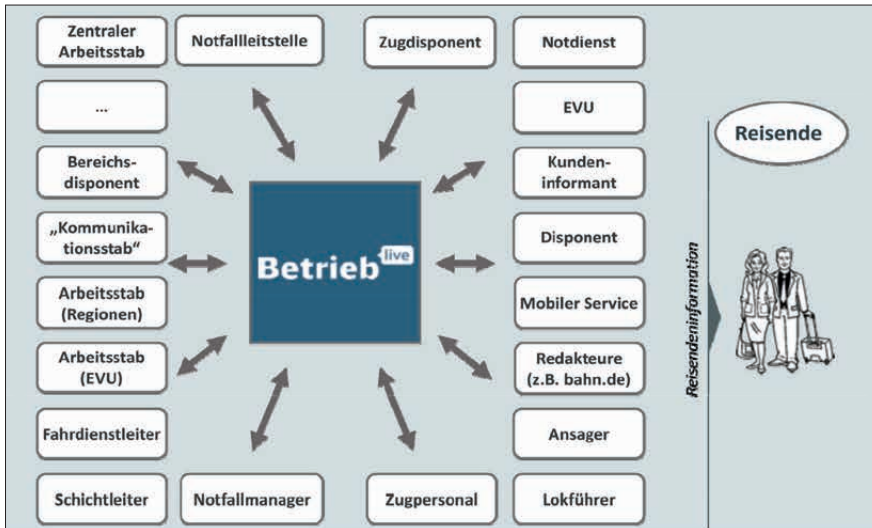 Zentraler
Arbeitsstab
Notfallleitstelle
Zugdisponent
Notdienst
...
EVU
Bereichs-
disponent
Kunden-
informant
„Kommunika-
tionsstab“
Disponent
Arbeitsstab
(Regionen)
Mobiler Service
Arbeitsstab
(EVU)
Redakteure
(z.B. bahn.de)
Fahrdienstleiter
Ansager
Schichtleiter
Notfallmanager
Zugpersonal
Lokführer
Betrieb live
Reisendeninformation
Reisende